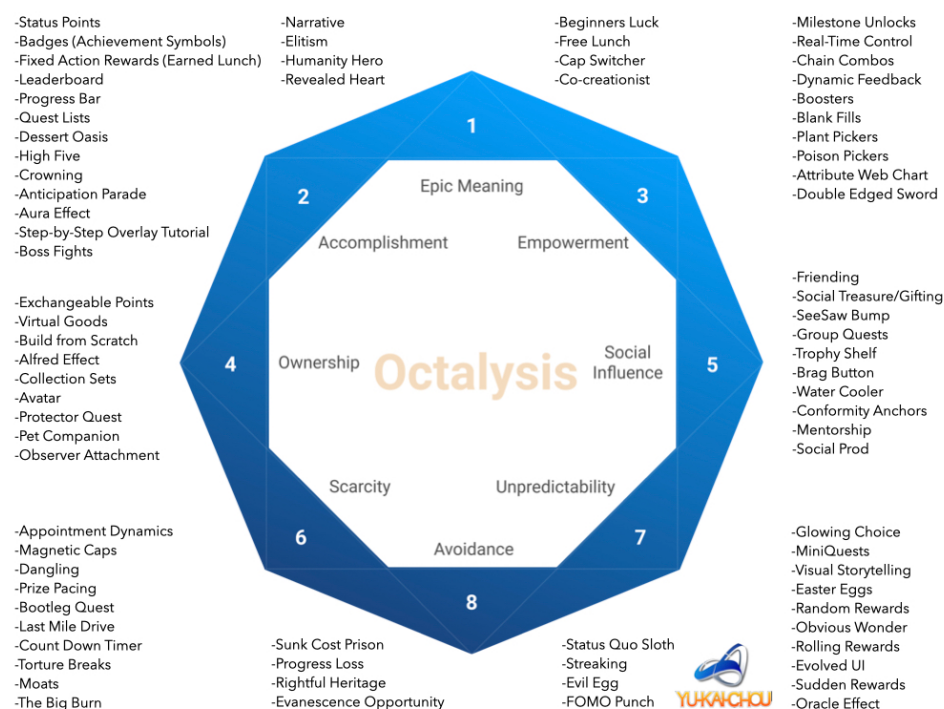 -Status Points
-Badges (Achievement Symbols)
-Fixed Action Rewards (Earned Lunch)
-Leaderboard
-Progress Bar
-Quest Lists
-Dessert Oasis
-High Five
-Crowning
-Anticipation Parade
-Aura Effect
-Step-by-Step Overlay Tutorial
-Boss Fights
-Narrative
-Elitism
-Humanity Hero
-Revealed Heart
-Beginners Luck
-Free Lunch
-Cap Switcher
-Co-creationist
-Milestone Unlocks
-Real-Time Control
-Chain Combos
-Dynamic Feedback
-Boosters
-Blank Fills
-Plant Pickers
-Poison Pickers
-Attribute Web Chart
-Double Edged Sword
1
Epic Meaning
2
Accomplishment
3
Empowerment
-Exchangeable Points
-Virtual Goods
-Build from Scratch
-Alfred Effect
-Collection Sets
-Avatar
-Protector Quest
-Pet Companion
-Observer Attachment
4
Ownership
Octalysis
Social
Influence
5
-Friending
-Social Treasure/Gifting
-SeeSaw Bump
-Group Quests
-Trophy Shelf
-Brag Button
-Water Cooler
-Conformity Anchors
-Mentorship
-Social Prod
Scarcity
6
Unpredictability
7
Avoidance
8
-Appointment Dynamics
-Magnetic Caps
-Dangling
-Prize Pacing
-Bootleg Quest
-Last Mile Drive
-Count Down Timer
-Torture Breaks
-Moats
-The Big Burn
-Sunk Cost Prison
-Progress Loss
-Rightful Heritage
-Evanescence Opportunity
-Status Quo Sloth
-Streaking
-Evil Egg
-FOMO Punch
YU-KAI CHOU
-Glowing Choice
-MiniQuests
-Visual Storytelling
-Easter Eggs
-Random Rewards
-Obvious Wonder
-Rolling Rewards
-Evolved UI
-Sudden Rewards
-Oracle Effect